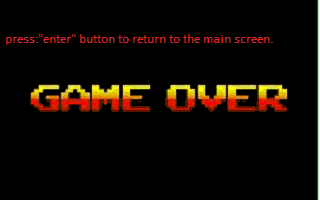 press:"enter" button to return to the main screen.
GAME OVER